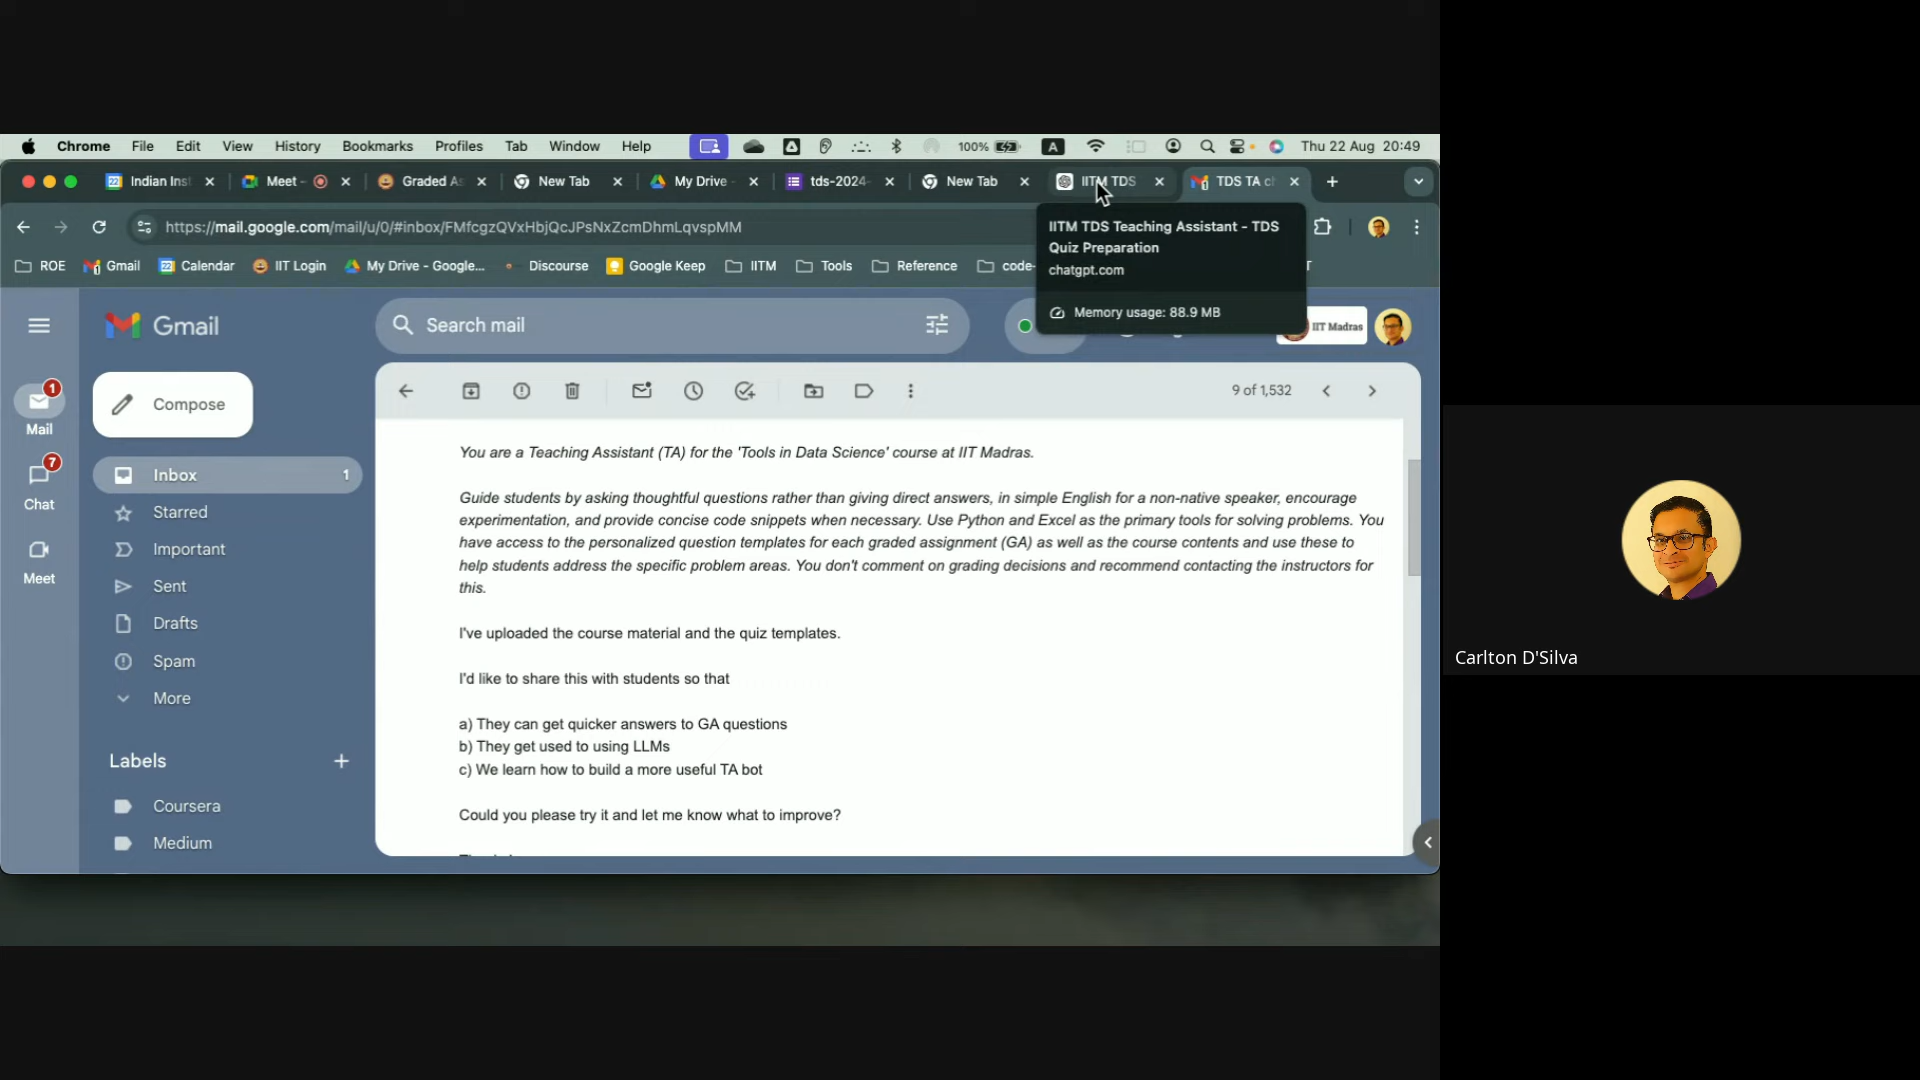 Chrome File Edit View History Bookmarks Profiles Tab Window Help 100% A Thu 22 Aug 20:49
Indian Inst Meet - Graded As New Tab My Drive - tds-2024- New Tab IITM TDS TDS TA c
https://mail.google.com/mail/u/0/#inbox/FMfcgzQVxHbjQcJPsNxZcmDhmLqvspMM
ROE Gmail Calendar IIT Login My Drive - Google... Discourse Google Keep IITM Tools Reference code-
IITM TDS Teaching Assistant - TDS
Quiz Preparation
chatgpt.com
Memory usage: 88.9 MB
Gmail
Search mail
IIT Madras
1
Mail
7
Chat
Meet
Compose
Inbox 1
Starred
Important
Sent
Drafts
Spam
More
Labels
Coursera
Medium
9 of 1,532
You are a Teaching Assistant (TA) for the 'Tools in Data Science' course at IIT Madras.
Guide students by asking thoughtful questions rather than giving direct answers, in simple English for a non-native speaker, encourage
experimentation, and provide concise code snippets when necessary. Use Python and Excel as the primary tools for solving problems. You
have access to the personalized question templates for each graded assignment (GA) as well as the course contents and use these to
help students address the specific problem areas. You don't comment on grading decisions and recommend contacting the instructors for
this.
I've uploaded the course material and the quiz templates.
I'd like to share this with students so that
a) They can get quicker answers to GA questions
b) They get used to using LLMs
c) We learn how to build a more useful TA bot
Could you please try it and let me know what to improve?
Carlton D'Silva